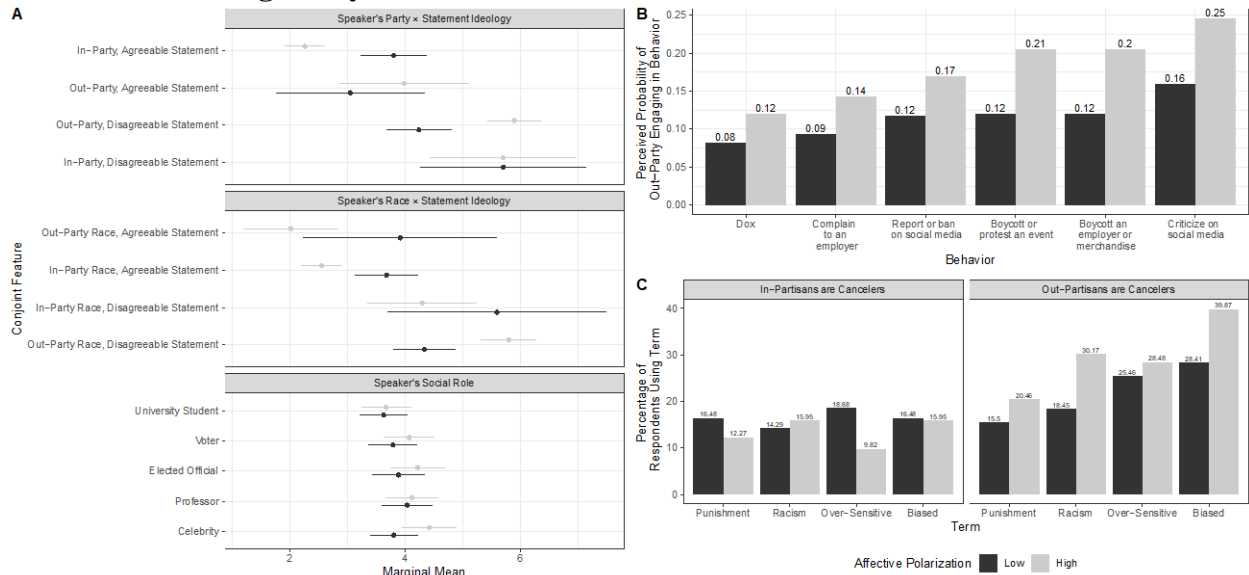 A
Speaker's Party × Statement Ideology
In−Party, Agreeable Statement
Out−Party, Agreeable Statement
Out−Party, Disagreeable Statement
In−Party, Disagreeable Statement
Speaker's Race × Statement Ideology
Out−Party Race, Agreeable Statement
In−Party Race, Agreeable Statement
In−Party Race, Disagreeable Statement
Out−Party Race, Disagreeable Statement
Speaker's Social Role
University Student
Voter
Elected Official
Professor
Celebrity
2 4 6
Marginal Mean
Conjoint Feature
B
Perceived Probability of
Out−Party Engaging in Behavior
0.25
0.20
0.15
0.10
0.05
0.00
0.08 0.12
0.09 0.14
0.12 0.17
0.12 0.21
0.12 0.2
0.16 0.25
Dox
Complain
to an
employer
Report or ban
on social media
Boycott or
protest an event
Boycott an
employer or
merchandise
Criticize on
social media
Behavior
C
In−Partisans are Cancelers
Out−Partisans are Cancelers
Percentage of
Respondents Using Term
40
30
20
10
0
16.48 12.27
14.29 15.95
18.68 9.82
16.48 15.95
15.5 20.46
18.45 30.17
25.46 28.48
28.41 39.87
Punishment Racism Over−Sensitive Biased
Punishment Racism Over−Sensitive Biased
Term
Affective Polarization Low High